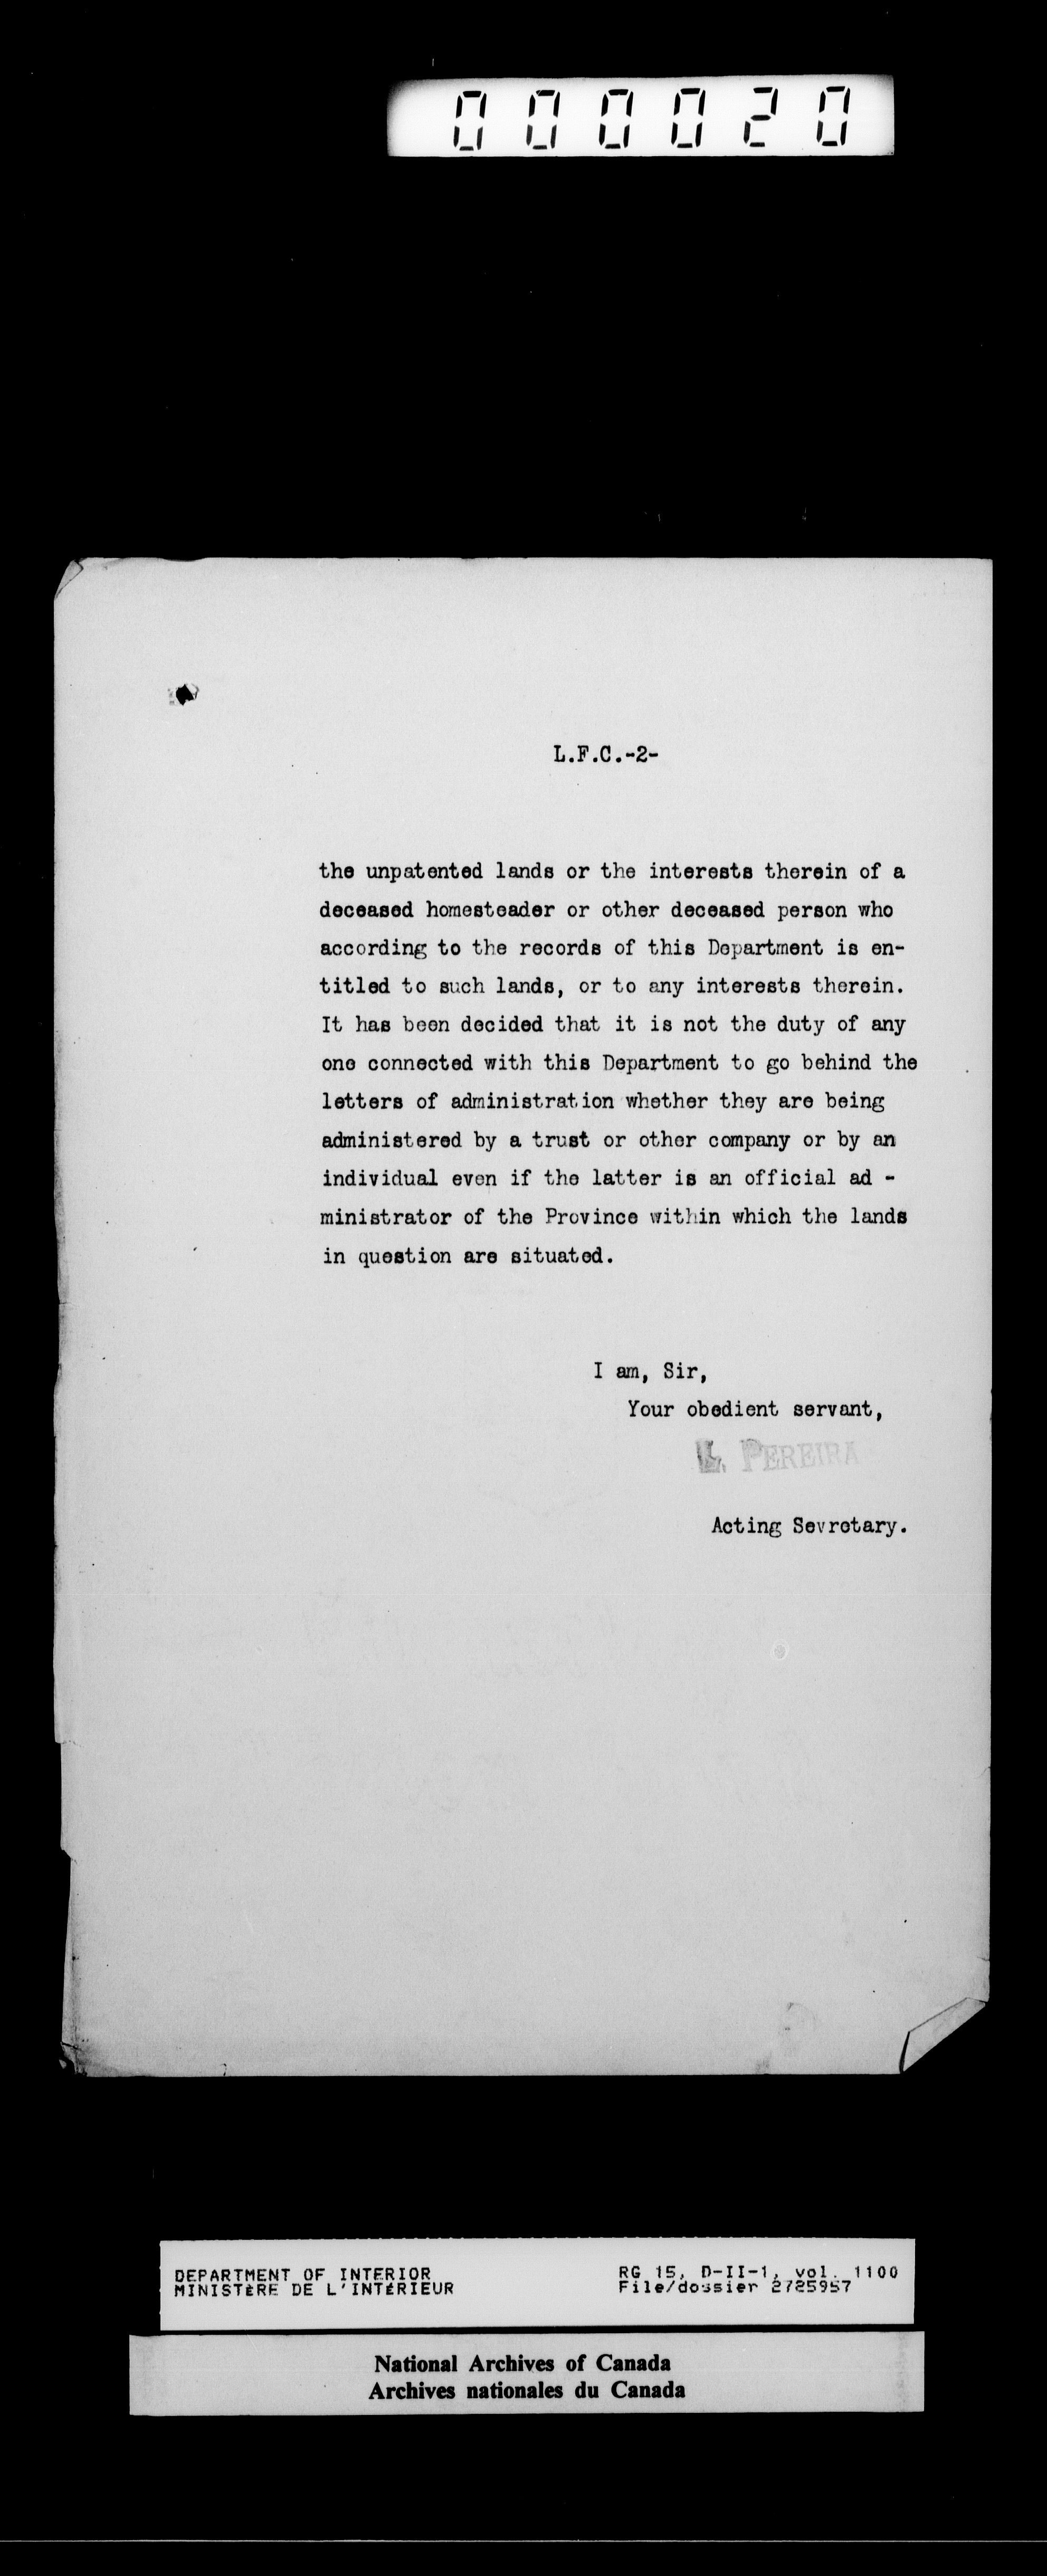 000020
L.F.C.-2-
the unpatented lands or the interests therein of a
deceased homesteader or other deceased person who
according to the records of this Department is en-
titled to such lands, or to any interests therein.
It has been decided that it is not the duty of any
one connected with this Department to go behind the
letters of administration whether they are being
administered by a trust or other company or by an
individual even if the latter is an official ad -
ministrator of the Province within which the lands
in question are situated.
I am, Sir,
Your obedient servant,
L. PEREIRA
Acting Sevretary.
DEPARTMENT OF INTERIOR
MINISTÈRE DE L'INTÉRIEUR
RG 15, D-II-1, vol. 1100
File/dossier 2725957
National Archives of Canada
Archives nationales du Canada